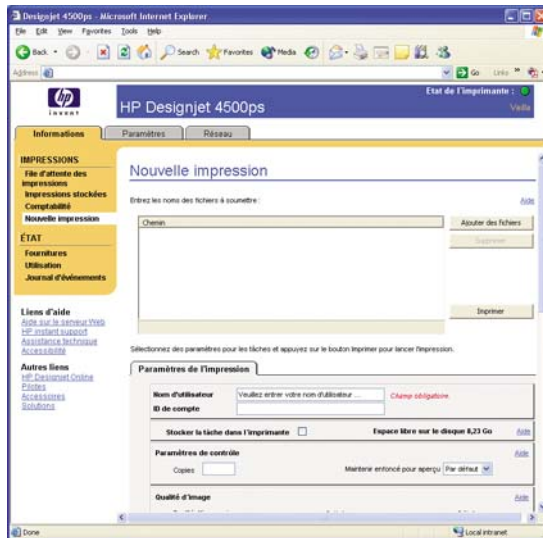 Designjet 4500ps - Microsoft Internet Explorer
File Edit View Favorites Tools Help
Back Search Favorites Media
Address Go Links
hp
invent
HP Designjet 4500ps
Etat de l'imprimante :
Veille
Informations Paramètres Réseau
IMPRESSIONS
File d'attente des
impressions
Impressions stockées
Comptabilité
Nouvelle impression
ÉTAT
Fournitures
Utilisation
Journal d'événements
Liens d'aide
Aide sur le serveur Web
HP instant support
Assistance technique
Accessibilité
Autres liens
HP Designjet Online
Pilotes
Accessoires
Solutions
Nouvelle impression
Entrez les noms des fichiers à soumettre : Aide
Chemin
Ajouter des fichiers
Supprimer
Imprimer
Sélectionnez des paramètres pour les tâches et appuyez sur le bouton Imprimer pour lancer l'impression.
Paramètres de l'impression
Nom d'utilisateur Veuillez entrer votre nom d'utilisateur ... Champ obligatoire.
ID de compte
Stocker la tâche dans l'imprimante Espace libre sur le disque 8,23 Go Aide
Paramètres de contrôle Aide
Copies Maintenir enfoncé pour aperçu Par défaut
Qualité d'image Aide
Done Local intranet